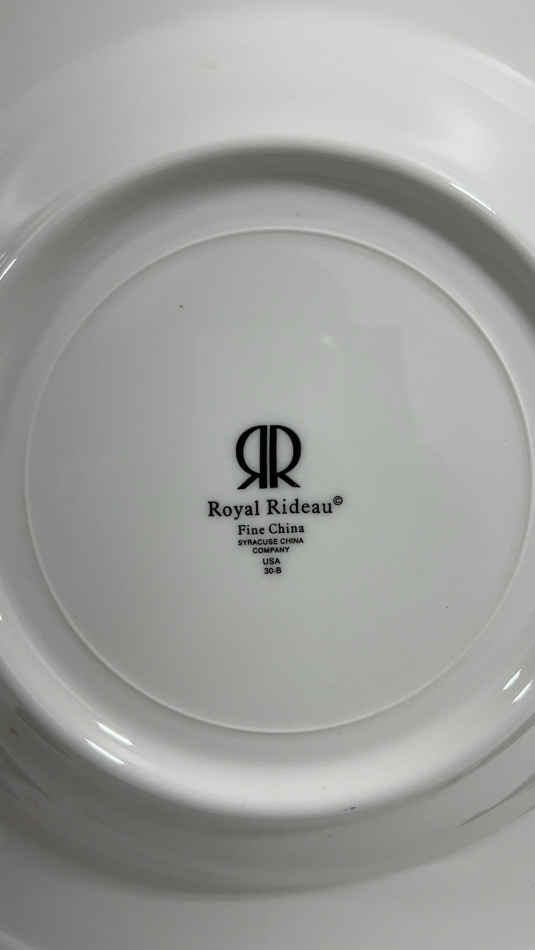 RR
Royal Rideau©
Fine China
SYRACUSE CHINA
COMPANY
USA
30-B